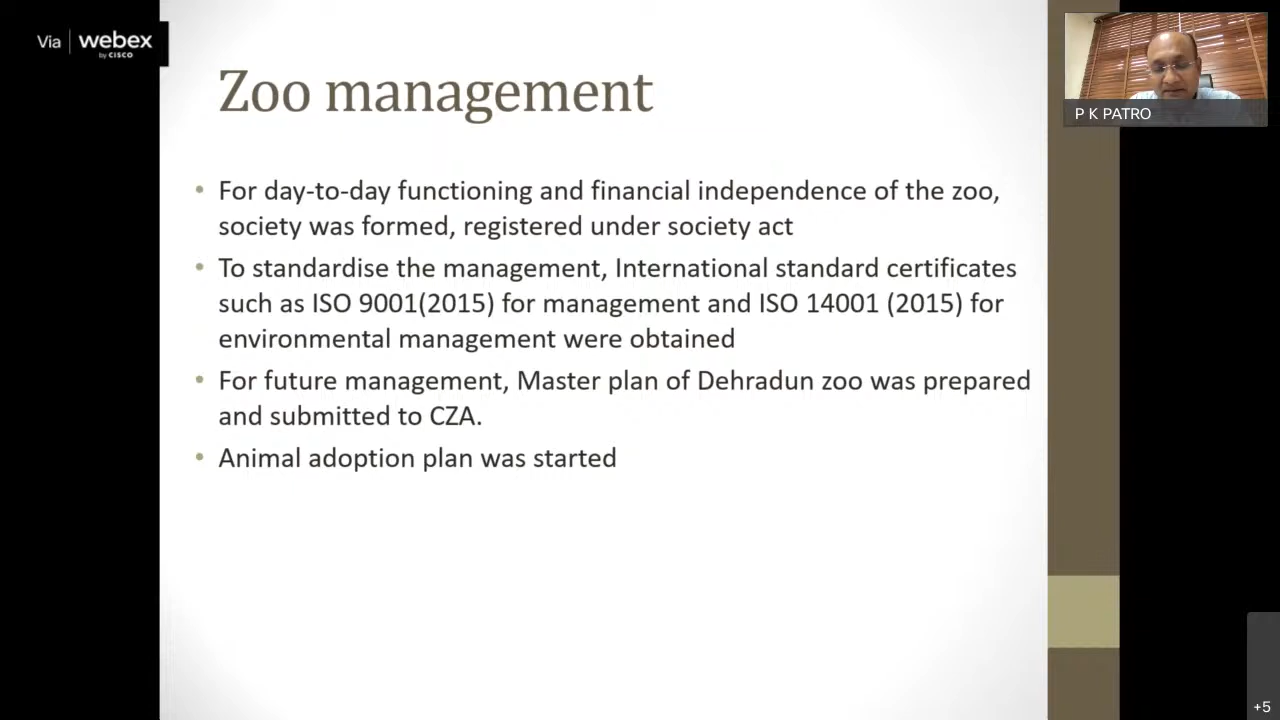 Via webex
by CISCO
Zoo management
P K PATRO
• For day-to-day functioning and financial independence of the zoo,
society was formed, registered under society act
• To standardise the management, International standard certificates
such as ISO 9001(2015) for management and ISO 14001 (2015) for
environmental management were obtained
• For future management, Master plan of Dehradun zoo was prepared
and submitted to CZA.
• Animal adoption plan was started
+5